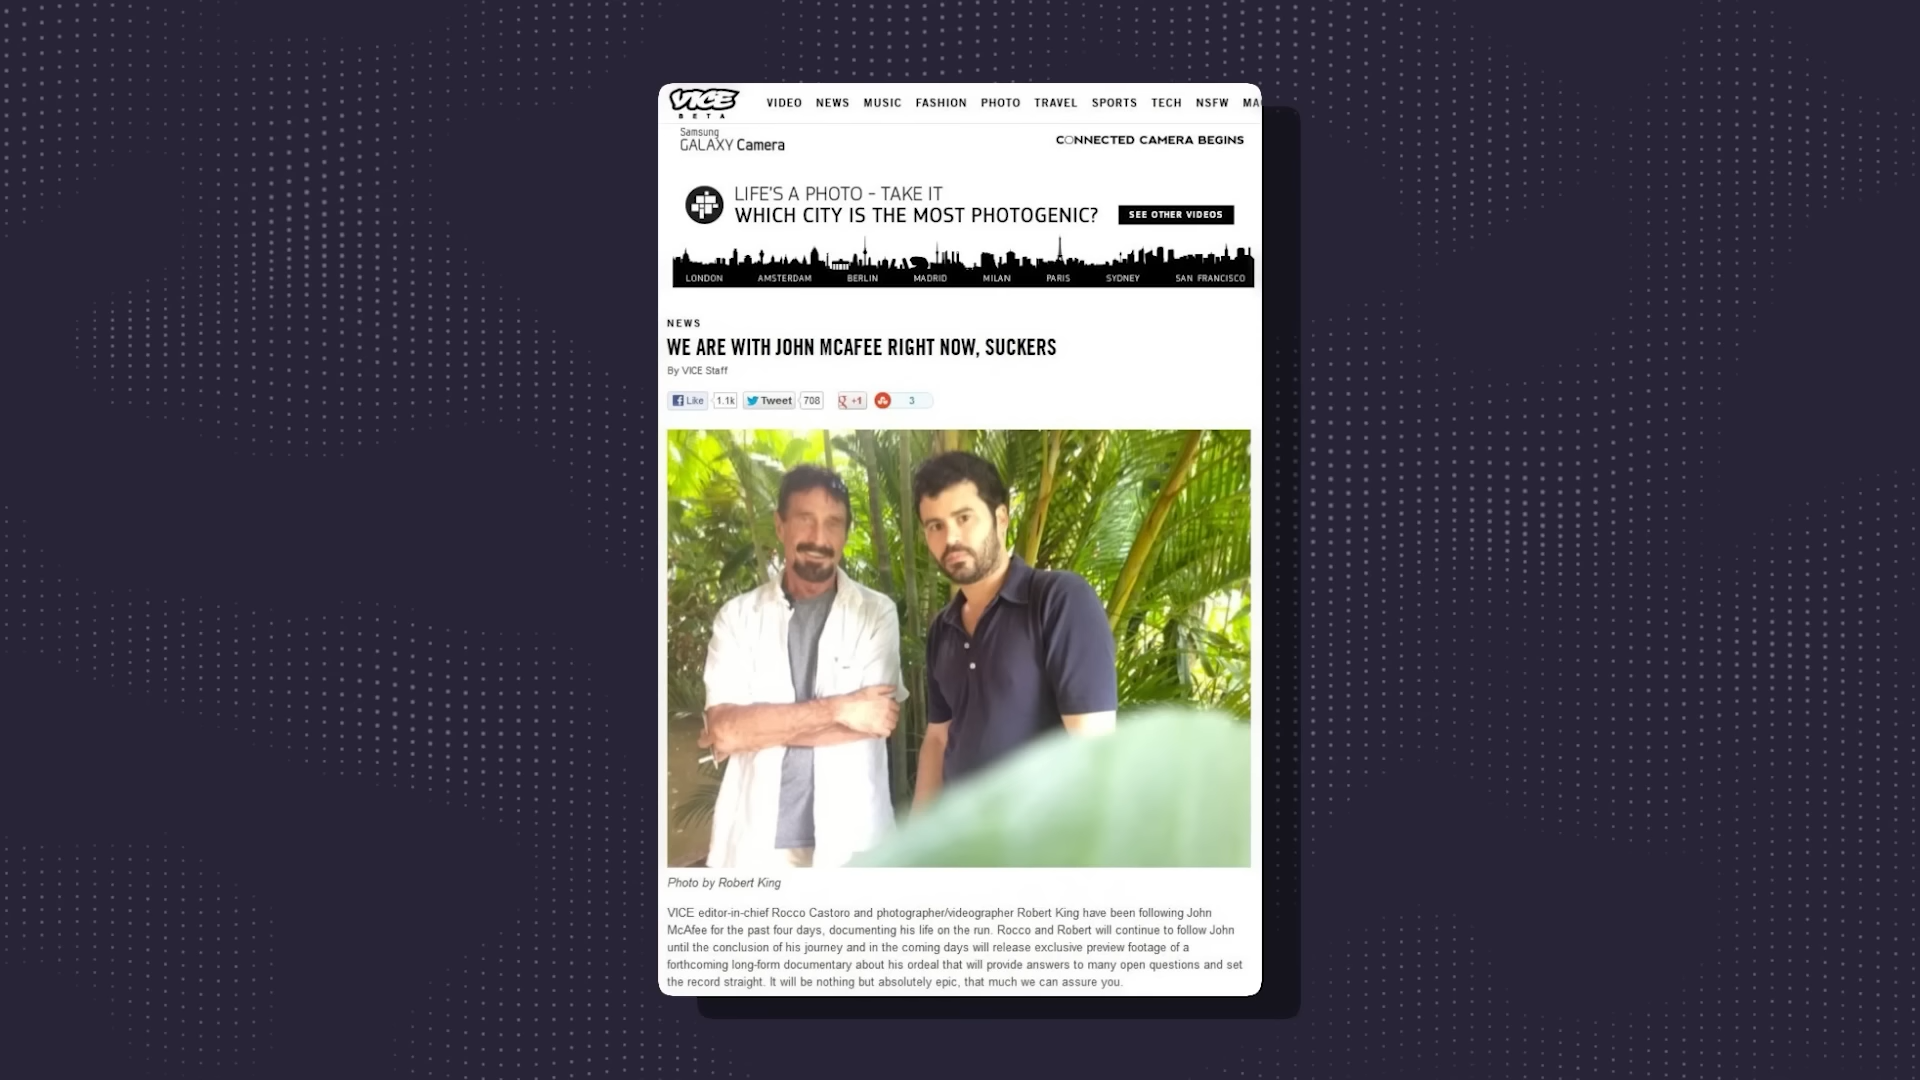 VICE
BETA
VIDEO NEWS MUSIC FASHION PHOTO TRAVEL SPORTS TECH NSFW MA
Samsung
GALAXY Camera
CONNECTED CAMERA BEGINS
LIFE'S A PHOTO - TAKE IT
WHICH CITY IS THE MOST PHOTOGENIC?
SEE OTHER VIDEOS
LONDON AMSTERDAM BERLIN MADRID MILAN PARIS SYDNEY SAN FRANCISCO
NEWS
WE ARE WITH JOHN MCAFEE RIGHT NOW, SUCKERS
By VICE Staff
Like 1.1k Tweet 708 g +1 3
Photo by Robert King
VICE editor-in-chief Rocco Castoro and photographer/videographer Robert King have been following John
McAfee for the past four days, documenting his life on the run. Rocco and Robert will continue to follow John
until the conclusion of his journey and in the coming days will release exclusive preview footage of a
forthcoming long-form documentary about his ordeal that will provide answers to many open questions and set
the record straight. It will be nothing but absolutely epic, that much we can assure you.